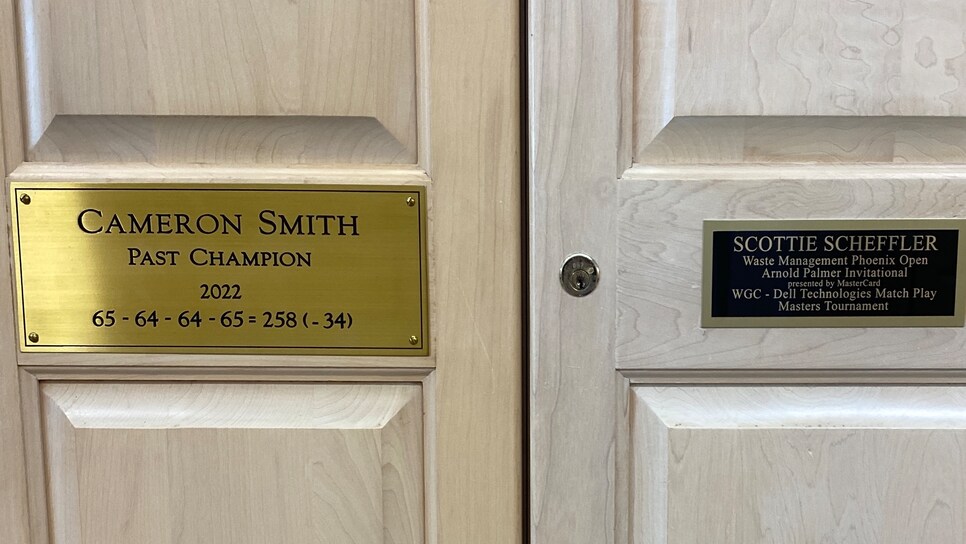 CAMERON SMITH
PAST CHAMPION
2022
65 - 64 - 64 - 65 = 258 (- 34)
SCOTTIE SCHEFFLER
Waste Management Phoenix Open
Arnold Palmer Invitational
presented by MasterCard
WGC - Dell Technologies Match Play
Masters Tournament